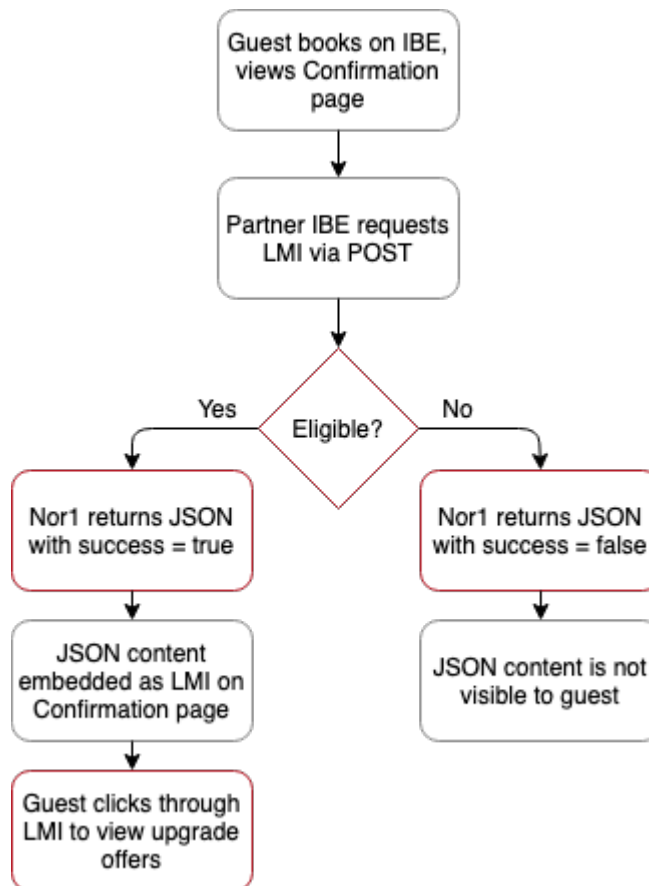 Guest books on IBE,
views Confirmation
page
Partner IBE requests
LMI via POST
Eligible?
Yes
No
Nor1 returns JSON
with success = true
Nor1 returns JSON
with success = false
JSON content
embedded as LMI on
Confirmation page
JSON content is not
visible to guest
Guest clicks through
LMI to view upgrade
offers